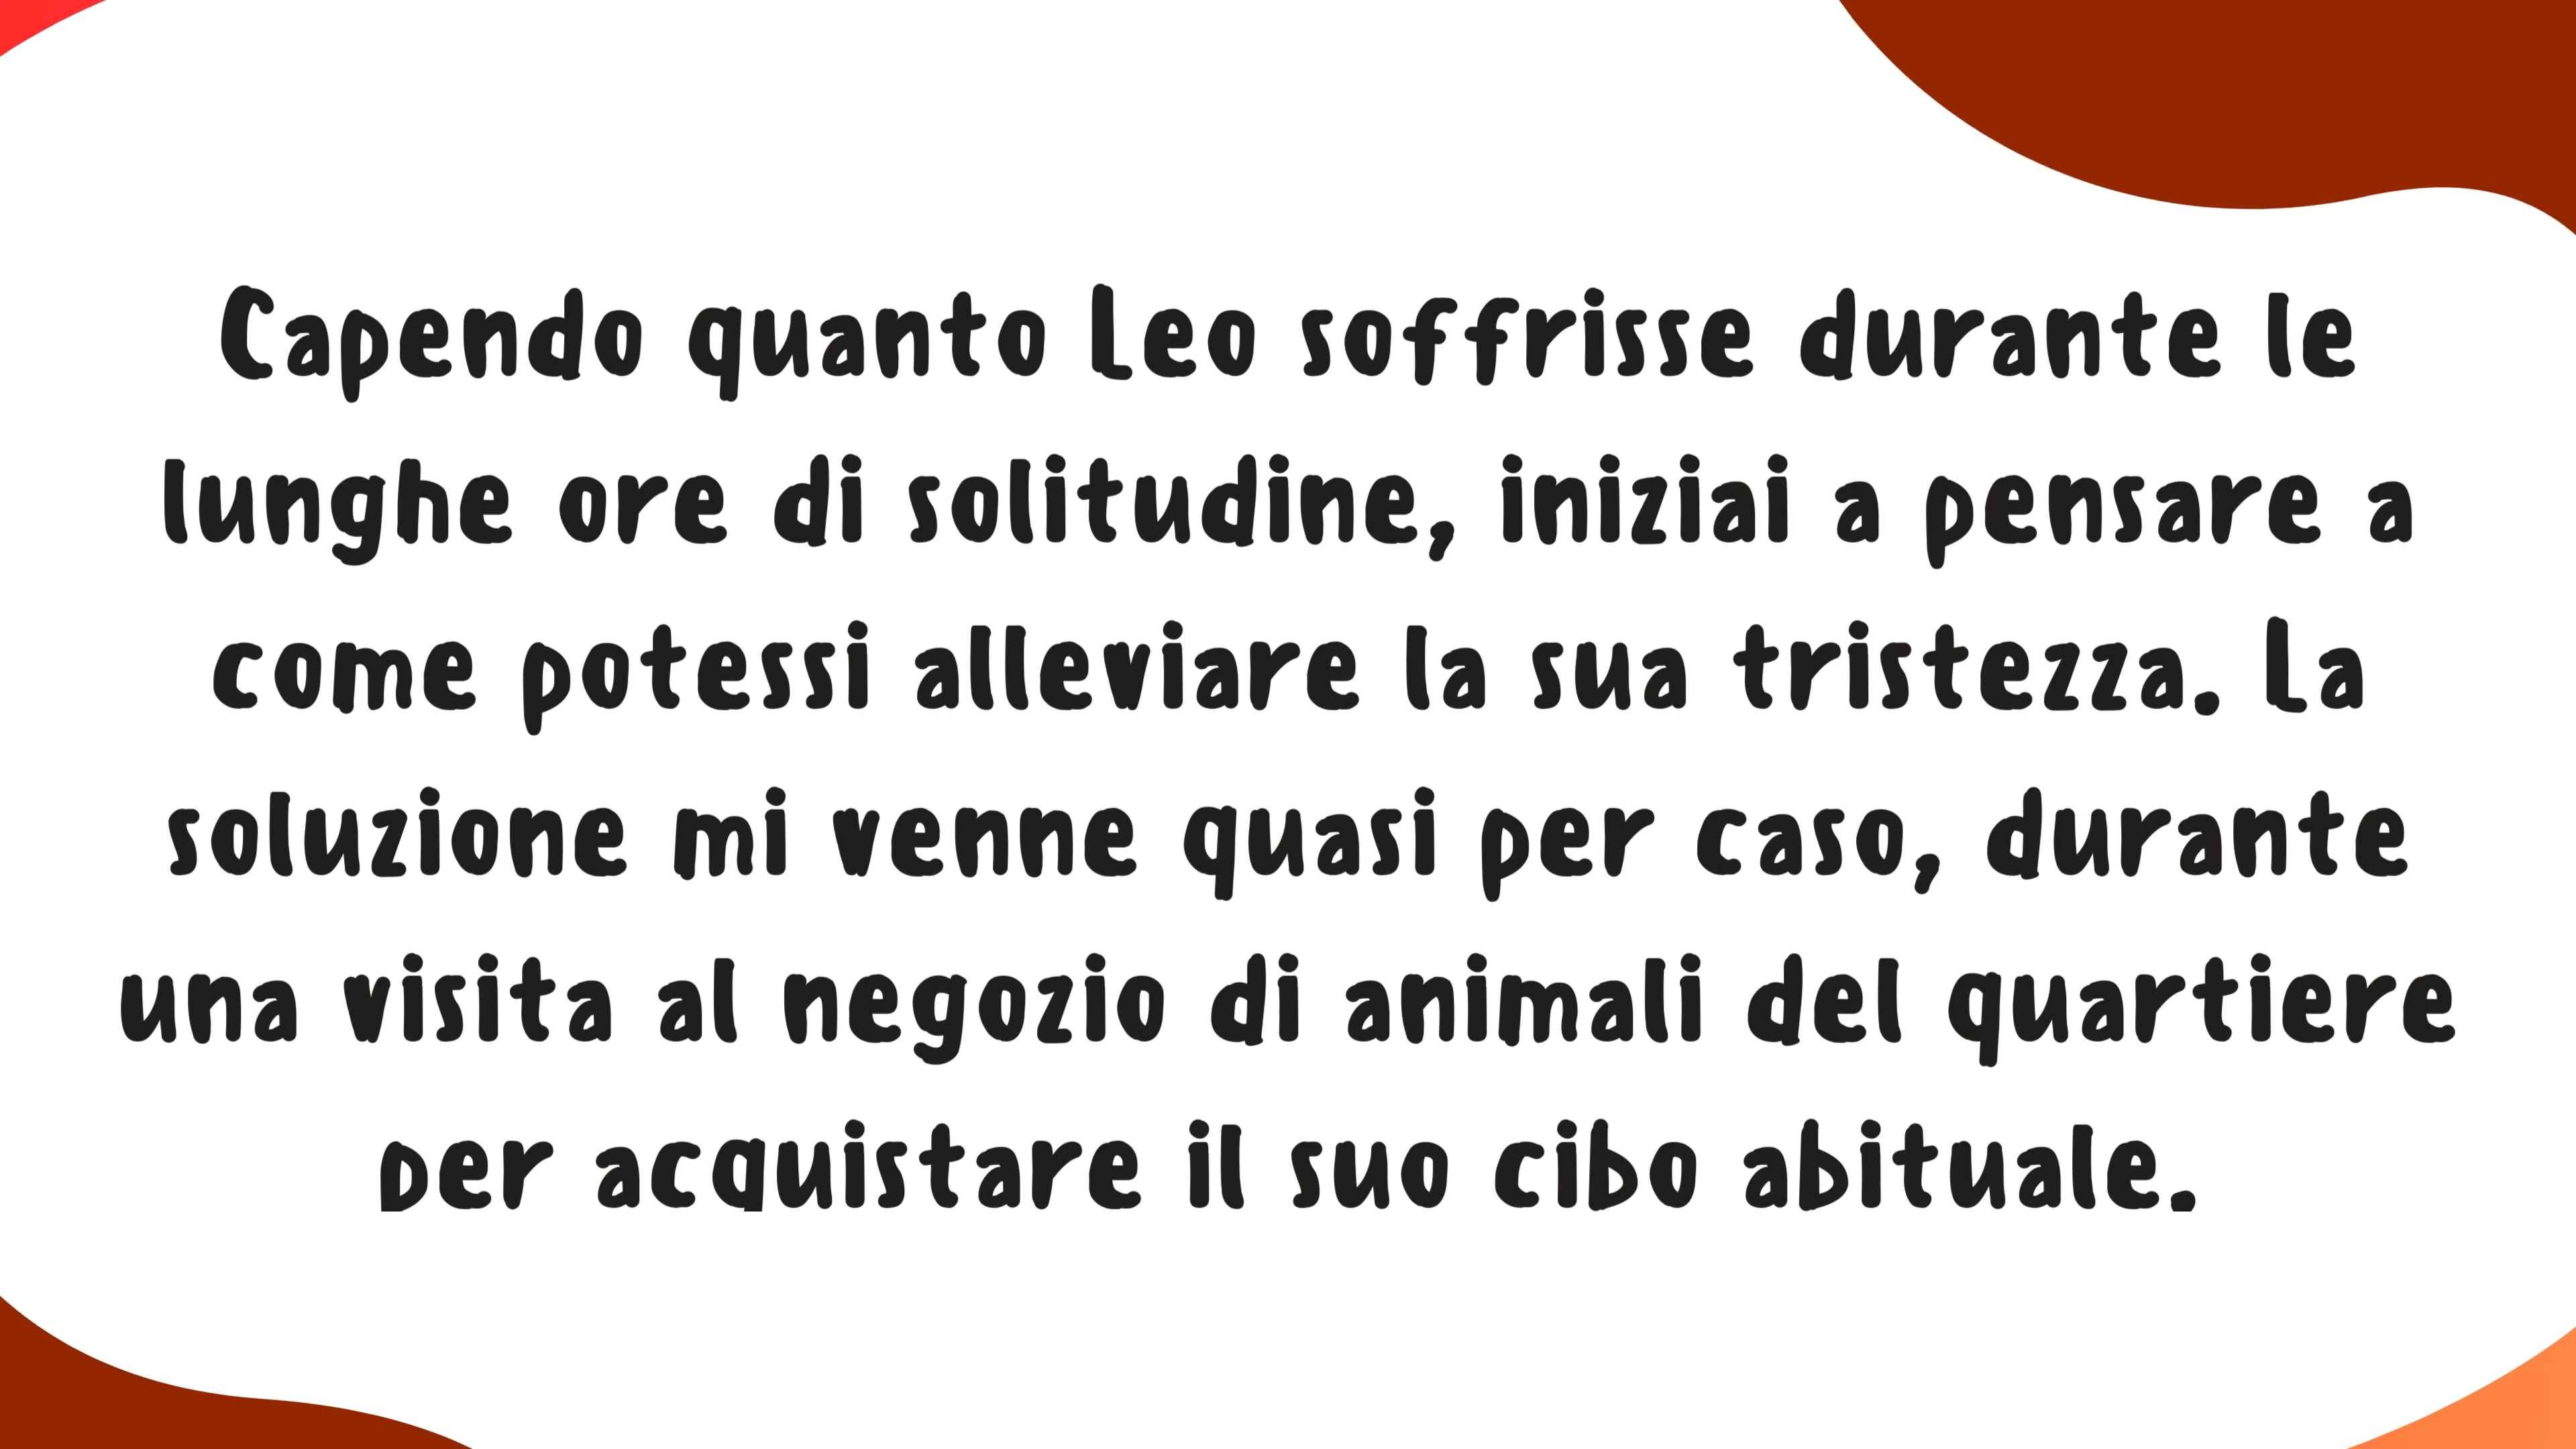 Capendo quanto Leo soffrisse durante le
lunghe ore di solitudine, iniziai a pensare a
come potessi alleviare la sua tristezza. La
soluzione mi venne quasi per caso, durante
una visita al negozio di animali del quartiere
per acquistare il suo cibo abituale.